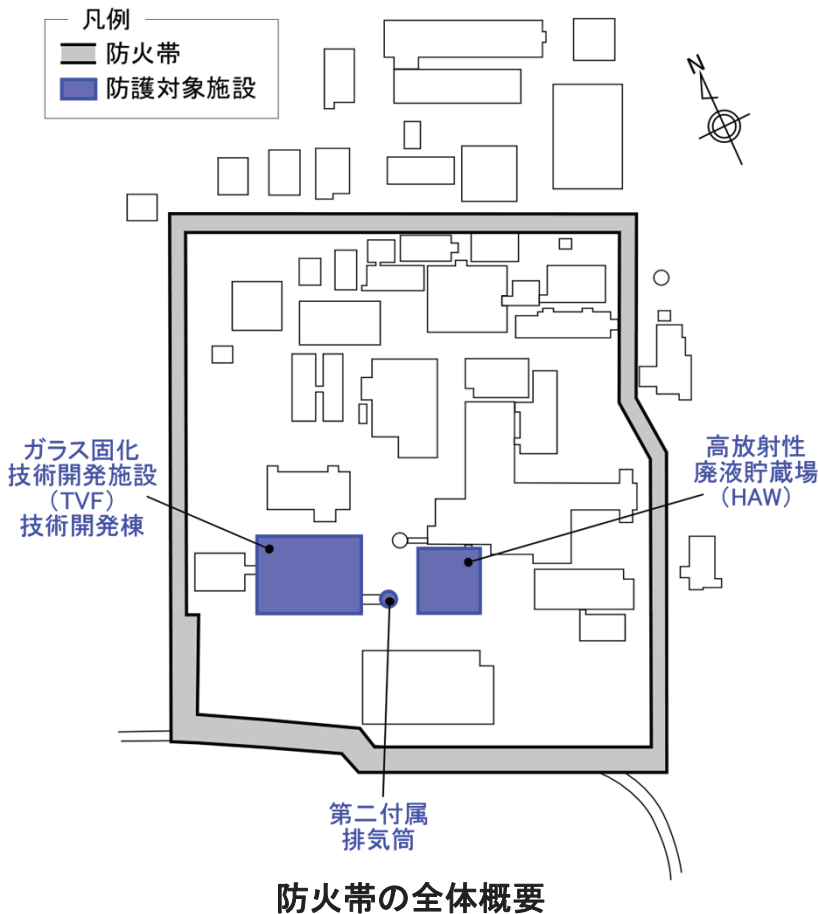 凡例
防火帯
防護対象施設
N
ガラス固化
技術開発施設
（TVF）
技術開発棟
高放射性
廃液貯蔵場
（HAW）
第二付属
排気筒
防火帯の全体概要